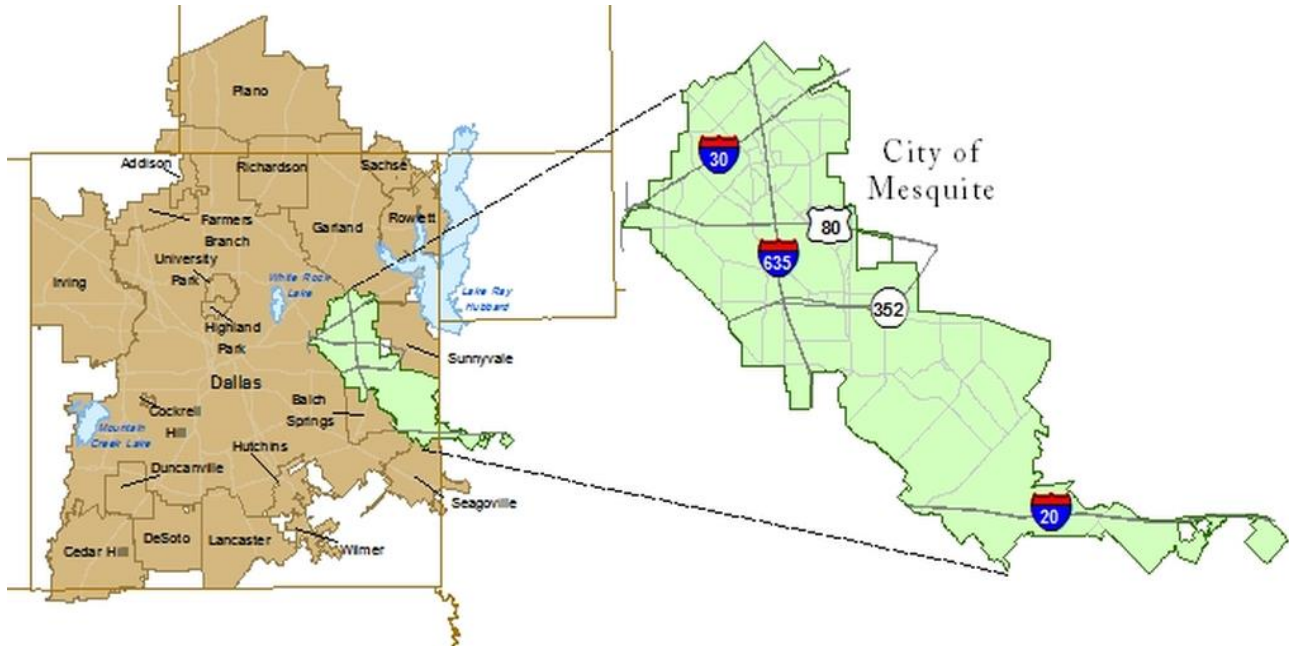 Plano
Addison
Richardson
Sachse
Farmers
Branch
Garland
Rowlett
University
Park
Irving
White Rock
Lake
Lake Ray
Hubbard
Highland
Park
Sunnyvale
Dallas
Balch
Springs
Cockrell
Hill
Mountain
Creek Lake
Hutchins
Duncanville
Seagoville
Cedar Hill
DeSoto
Lancaster
Wilmer
City of
Mesquite
30
80
635
352
20